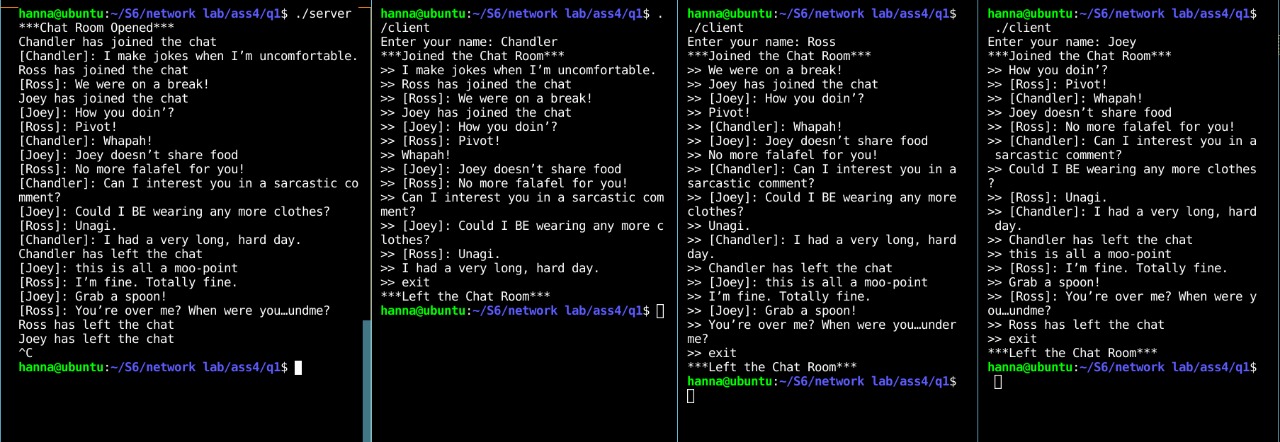 hanna@ubuntu:~/S6/network lab/ass4/q1$ ./server
***Chat Room Opened***
Chandler has joined the chat
[Chandler]: I make jokes when I’m uncomfortable.
Ross has joined the chat
[Ross]: We were on a break!
Joey has joined the chat
[Joey]: How you doin’?
[Ross]: Pivot!
[Chandler]: Whapah!
[Joey]: Joey doesn’t share food
[Ross]: No more falafel for you!
[Chandler]: Can I interest you in a sarcastic co
mment?
[Joey]: Could I BE wearing any more clothes?
[Ross]: Unagi.
[Chandler]: I had a very long, hard day.
Chandler has left the chat
[Joey]: this is all a moo-point
[Ross]: I’m fine. Totally fine.
[Joey]: Grab a spoon!
[Ross]: You’re over me? When were you…undme?
Ross has left the chat
Joey has left the chat
^C
hanna@ubuntu:~/S6/network lab/ass4/q1$
hanna@ubuntu:~/S6/network lab/ass4/q1$ .
/client
Enter your name: Chandler
***Joined the Chat Room***
>> I make jokes when I’m uncomfortable.
>> Ross has joined the chat
>> [Ross]: We were on a break!
>> Joey has joined the chat
>> [Joey]: How you doin’?
>> [Ross]: Pivot!
>> Whapah!
>> [Joey]: Joey doesn’t share food
>> [Ross]: No more falafel for you!
>> Can I interest you in a sarcastic com
ment?
>> [Joey]: Could I BE wearing any more c
lothes?
>> [Ross]: Unagi.
>> I had a very long, hard day.
>> exit
***Left the Chat Room***
hanna@ubuntu:~/S6/network lab/ass4/q1$
hanna@ubuntu:~/S6/network lab/ass4/q1$
./client
Enter your name: Ross
***Joined the Chat Room***
>> We were on a break!
>> Joey has joined the chat
>> [Joey]: How you doin’?
>> Pivot!
>> [Chandler]: Whapah!
>> [Joey]: Joey doesn’t share food
>> No more falafel for you!
>> [Chandler]: Can I interest you in a
sarcastic comment?
>> [Joey]: Could I BE wearing any more
clothes?
>> Unagi.
>> [Chandler]: I had a very long, hard
day.
>> Chandler has left the chat
>> [Joey]: this is all a moo-point
>> I’m fine. Totally fine.
>> [Joey]: Grab a spoon!
>> You’re over me? When were you…under
me?
>> exit
***Left the Chat Room***
hanna@ubuntu:~/S6/network lab/ass4/q1$
hanna@ubuntu:~/S6/network lab/ass4/q1$
./client
Enter your name: Joey
***Joined the Chat Room***
>> How you doin’?
>> [Ross]: Pivot!
>> [Chandler]: Whapah!
>> Joey doesn’t share food
>> [Ross]: No more falafel for you!
>> [Chandler]: Can I interest you in a
sarcastic comment?
>> Could I BE wearing any more clothes
?
>> [Ross]: Unagi.
>> [Chandler]: I had a very long, hard
day.
>> Chandler has left the chat
>> this is all a moo-point
>> [Ross]: I’m fine. Totally fine.
>> Grab a spoon!
>> [Ross]: You’re over me? When were y
ou…undme?
>> Ross has left the chat
>> exit
***Left the Chat Room***
hanna@ubuntu:~/S6/network lab/ass4/q1$